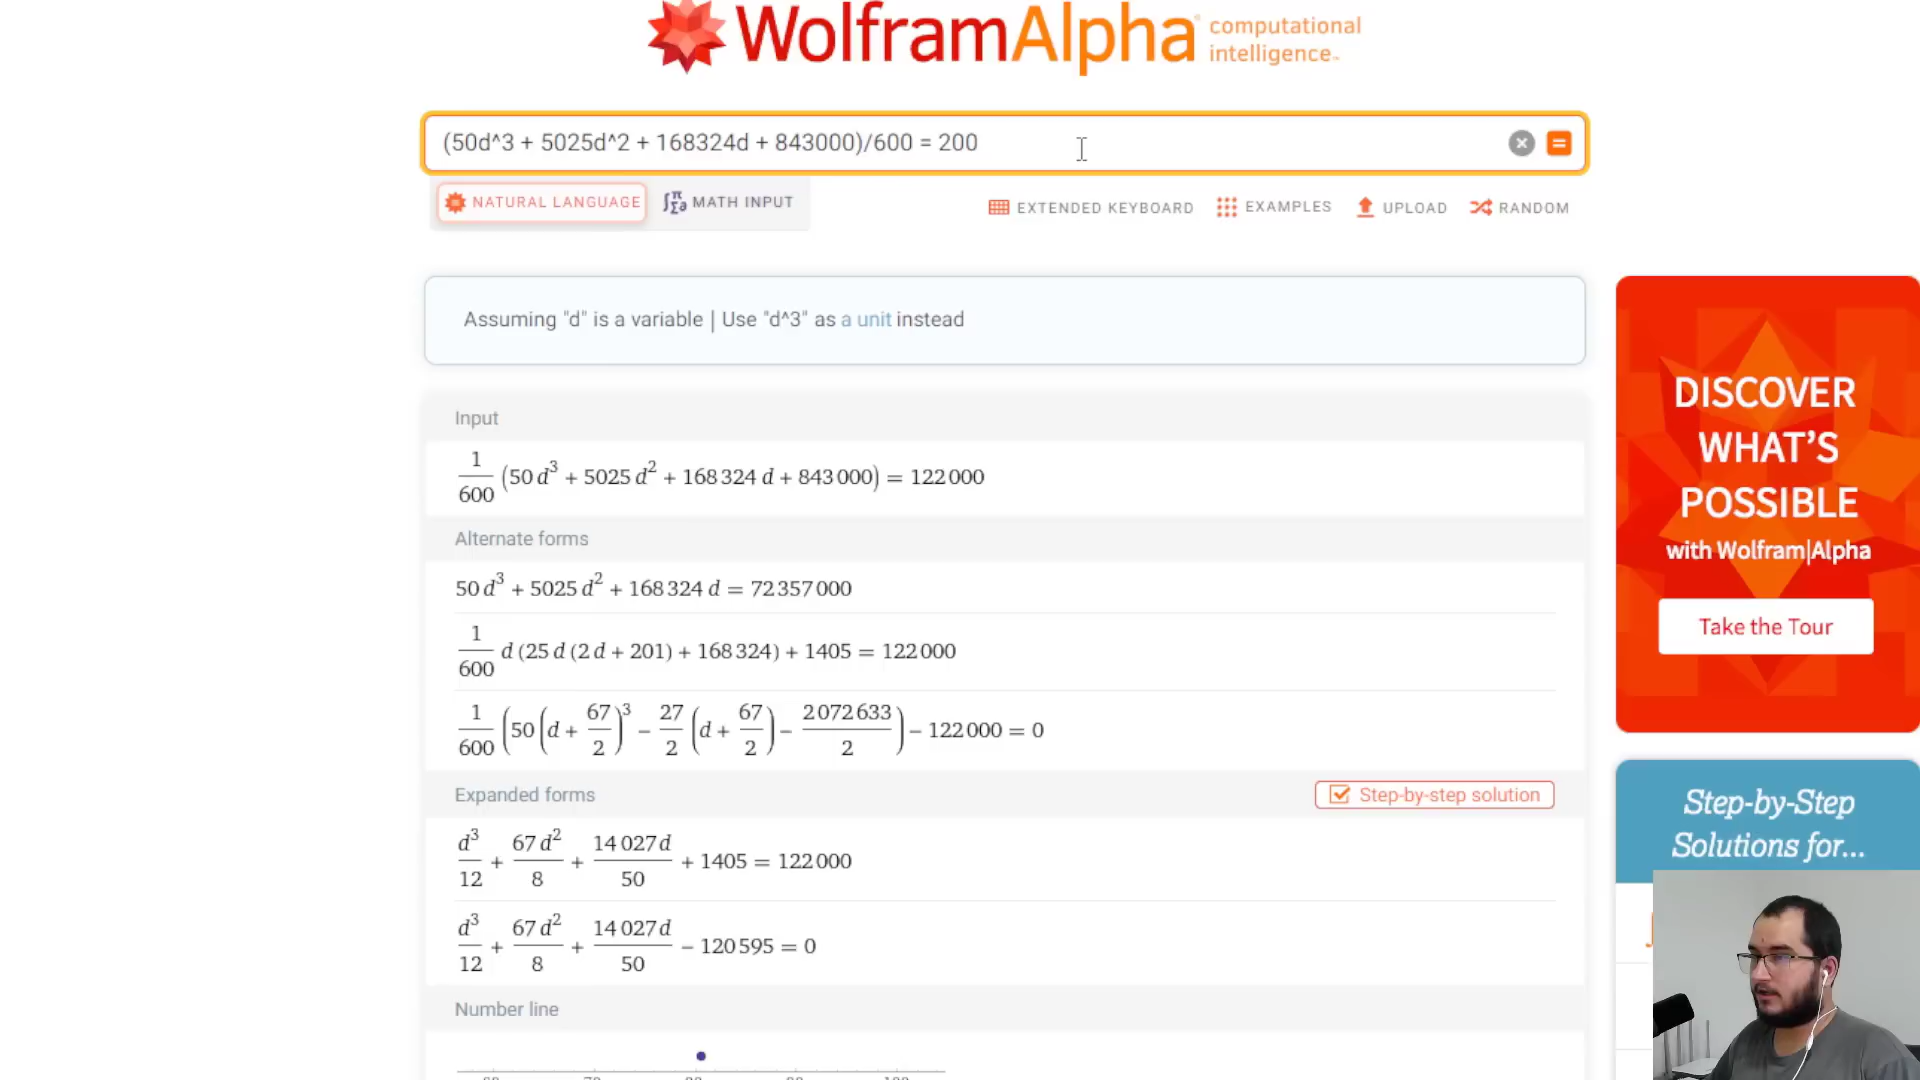 WolframAlpha computational intelligence™
(50d^3 + 5025d^2 + 168324d + 843000)/600 = 200
NATURAL LANGUAGE MATH INPUT EXTENDED KEYBOARD EXAMPLES UPLOAD RANDOM
Assuming "d" is a variable | Use "d^3" as a unit instead
Input
1/600 (50 d^3 + 5025 d^2 + 168 324 d + 843 000) = 122 000
Alternate forms
50 d^3 + 5025 d^2 + 168 324 d = 72 357 000
1/600 d (25 d (2 d + 201) + 168 324) + 1405 = 122 000
1/600 (50 (d + 67/2)^3 − 27/2 (d + 67/2) − 2 072 633/2) − 122 000 = 0
Expanded forms
Step-by-step solution
d^3/12 + 67 d^2/8 + 14 027 d/50 + 1405 = 122 000
d^3/12 + 67 d^2/8 + 14 027 d/50 − 120 595 = 0
Number line
DISCOVER
WHAT'S
POSSIBLE
with Wolfram|Alpha
Take the Tour
Step-by-Step
Solutions for...